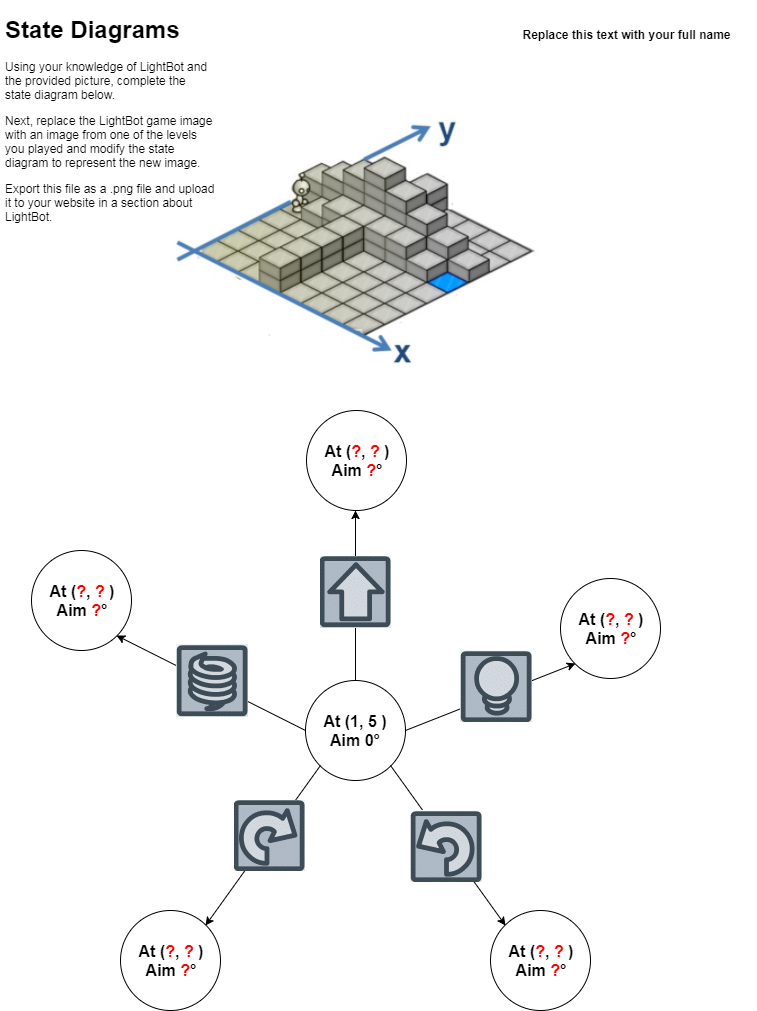 State Diagrams
Replace this text with your full name
Using your knowledge of LightBot and
the provided picture, complete the
state diagram below.
Next, replace the LightBot game image
with an image from one of the levels
you played and modify the state
diagram to represent the new image.
Export this file as a .png file and upload
it to your website in a section about
LightBot.
y
x
At (?, ? )
Aim ?°
At (?, ? )
Aim ?°
At (?, ? )
Aim ?°
At (1, 5 )
Aim 0°
At (?, ? )
Aim ?°
At (?, ? )
Aim ?°